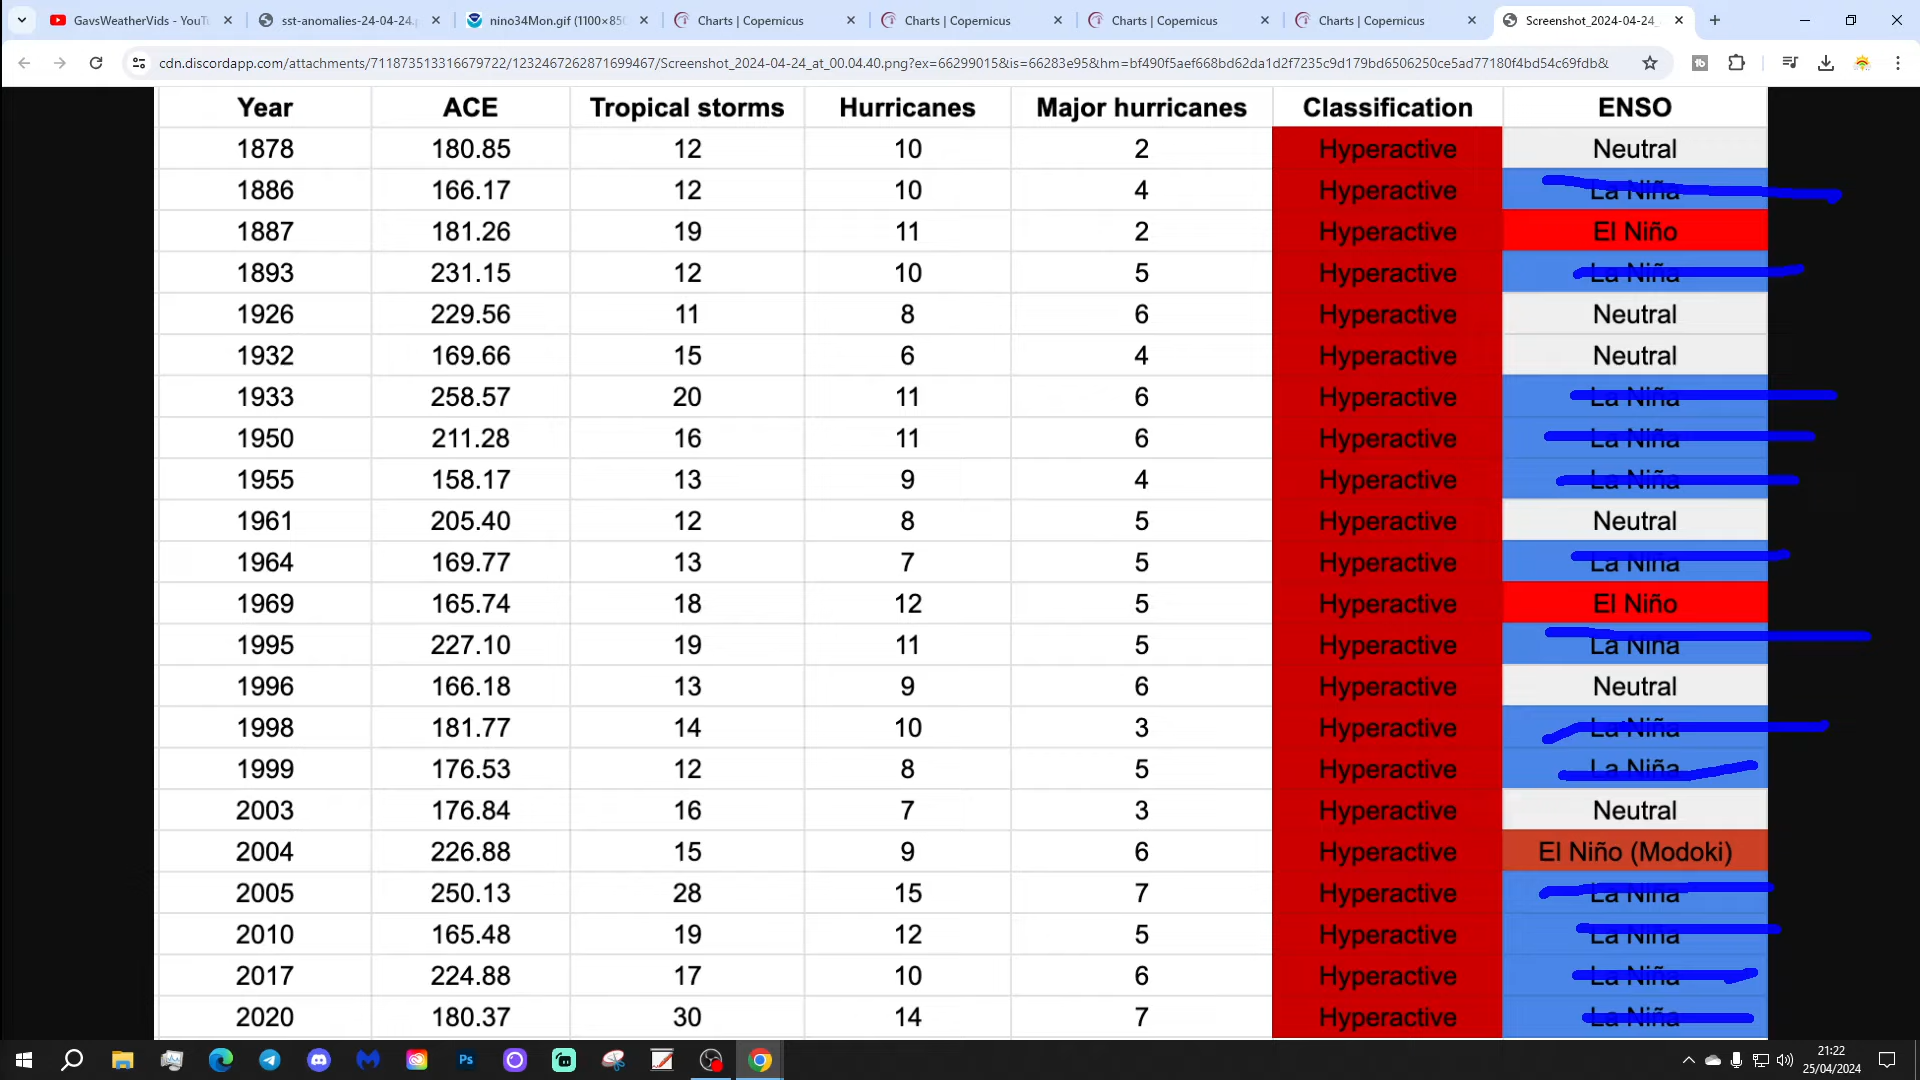 GavsWeatherVids - YouTu
sst-anomalies-24-04-24.
nino34Mon.gif (1100×850
Charts | Copernicus
Charts | Copernicus
Charts | Copernicus
Charts | Copernicus
Screenshot_2024-04-24_
cdn.discordapp.com/attachments/711873513316679722/1232467262871699467/Screenshot_2024-04-24_at_00.04.40.png?ex=66299015&is=66283e95&hm=bf490f5aef668bd62da1d2f7235c9d179bd6506250ce5ad77180f4bd54c69fdb&
Year ACE Tropical storms Hurricanes Major hurricanes Classification ENSO
1878 180.85 12 10 2 Hyperactive Neutral
1886 166.17 12 10 4 Hyperactive La Niña
1887 181.26 19 11 2 Hyperactive El Niño
1893 231.15 12 10 5 Hyperactive La Niña
1926 229.56 11 8 6 Hyperactive Neutral
1932 169.66 15 6 4 Hyperactive Neutral
1933 258.57 20 11 6 Hyperactive La Niña
1950 211.28 16 11 6 Hyperactive La Niña
1955 158.17 13 9 4 Hyperactive La Niña
1961 205.40 12 8 5 Hyperactive Neutral
1964 169.77 13 7 5 Hyperactive La Niña
1969 165.74 18 12 5 Hyperactive El Niño
1995 227.10 19 11 5 Hyperactive La Niña
1996 166.18 13 9 6 Hyperactive Neutral
1998 181.77 14 10 3 Hyperactive La Niña
1999 176.53 12 8 5 Hyperactive La Niña
2003 176.84 16 7 3 Hyperactive Neutral
2004 226.88 15 9 6 Hyperactive El Niño (Modoki)
2005 250.13 28 15 7 Hyperactive La Niña
2010 165.48 19 12 5 Hyperactive La Niña
2017 224.88 17 10 6 Hyperactive La Niña
2020 180.37 30 14 7 Hyperactive La Niña
Ps
21:22
25/04/2024